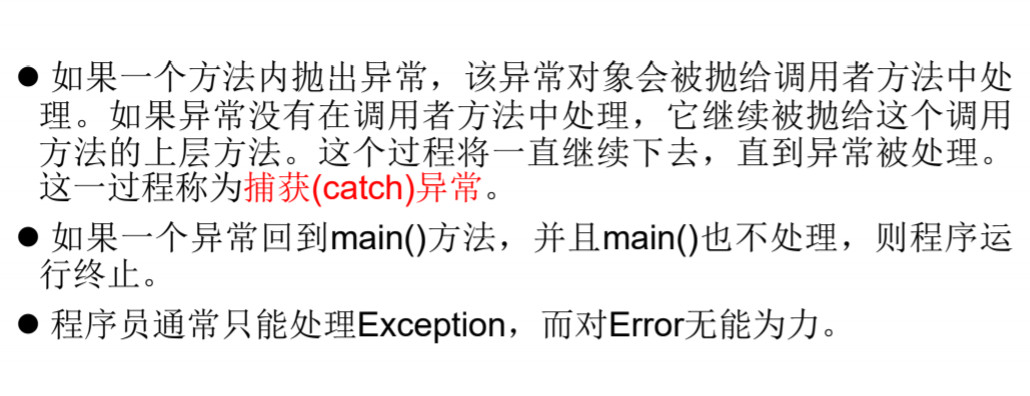 ● 如果一个方法内抛出异常，该异常对象会被抛给调用者方法中处
理。如果异常没有在调用者方法中处理，它继续被抛给这个调用
方法的上层方法。这个过程将一直继续下去，直到异常被处理。
这一过程称为捕获(catch)异常。
● 如果一个异常回到main()方法，并且main()也不处理，则程序运
行终止。
● 程序员通常只能处理Exception，而对Error无能为力。